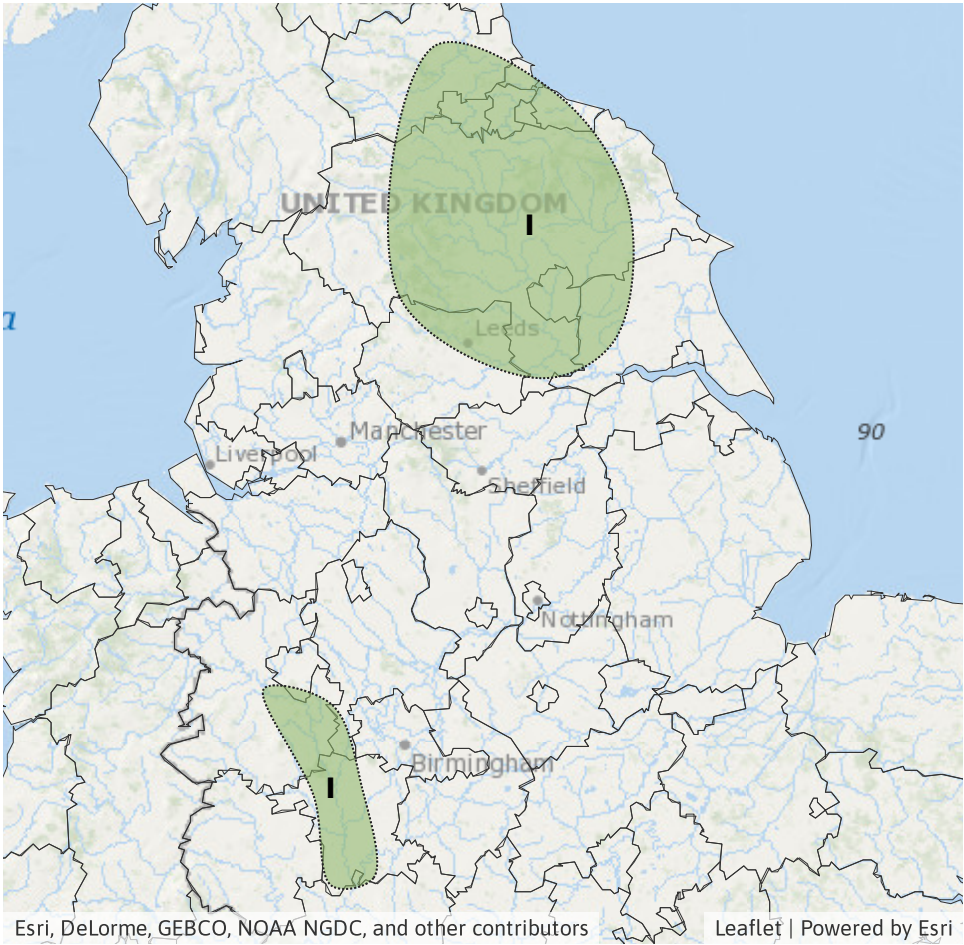 UNITED KINGDOM
I
a
Leeds
Manchester
90
Liverpool
Sheffield
Nottingham
Birmingham
I
Esri, DeLorme, GEBCO, NOAA NGDC, and other contributors
Leaflet | Powered by Esri